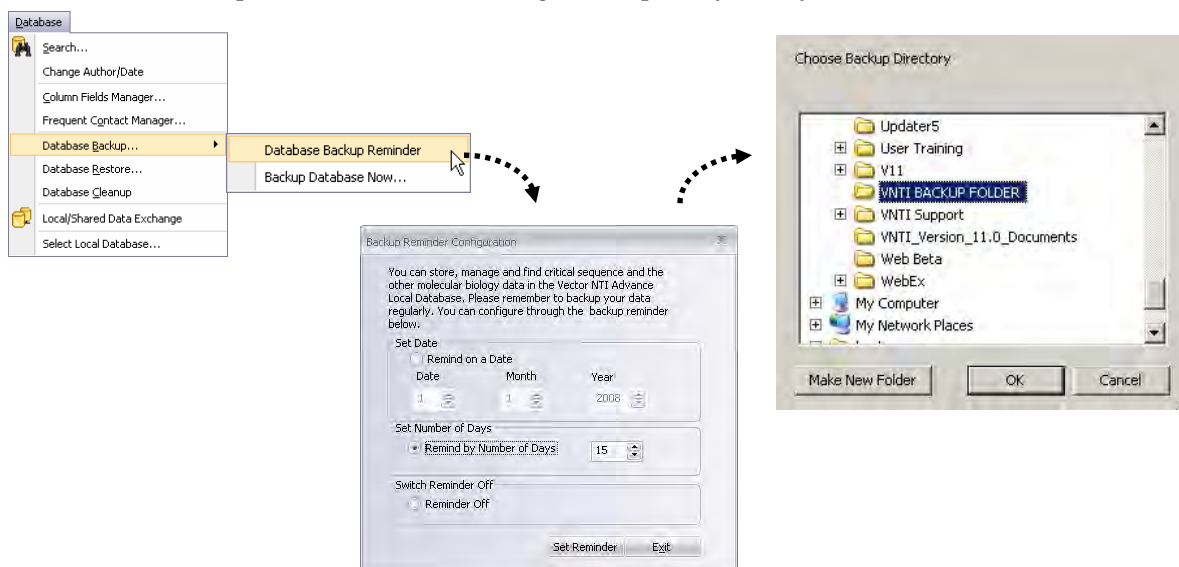 Database
Search...
Change Author/Date
Column Fields Manager...
Frequent Contact Manager...
Database Backup...
Database Restore...
Database Cleanup
Local/Shared Data Exchange
Select Local Database...
Database Backup Reminder
Backup Database Now...
Backup Reminder Configuration
You can store, manage and find critical sequence and the
other molecular biology data in the Vector NTI Advance
Local Database. Please remember to backup your data
regularly. You can configure through the backup reminder
below.
Set Date
Remind on a Date
Date Month Year
1 1 2008
Set Number of Days
Remind by Number of Days 15
Switch Reminder Off
Reminder Off
Set Reminder Exit
Choose Backup Directory
Updater5
User Training
V11
VNTI BACKUP FOLDER
VNTI Support
VNTI_Version_11.0_Documents
Web Beta
WebEx
My Computer
My Network Places
Make New Folder OK Cancel